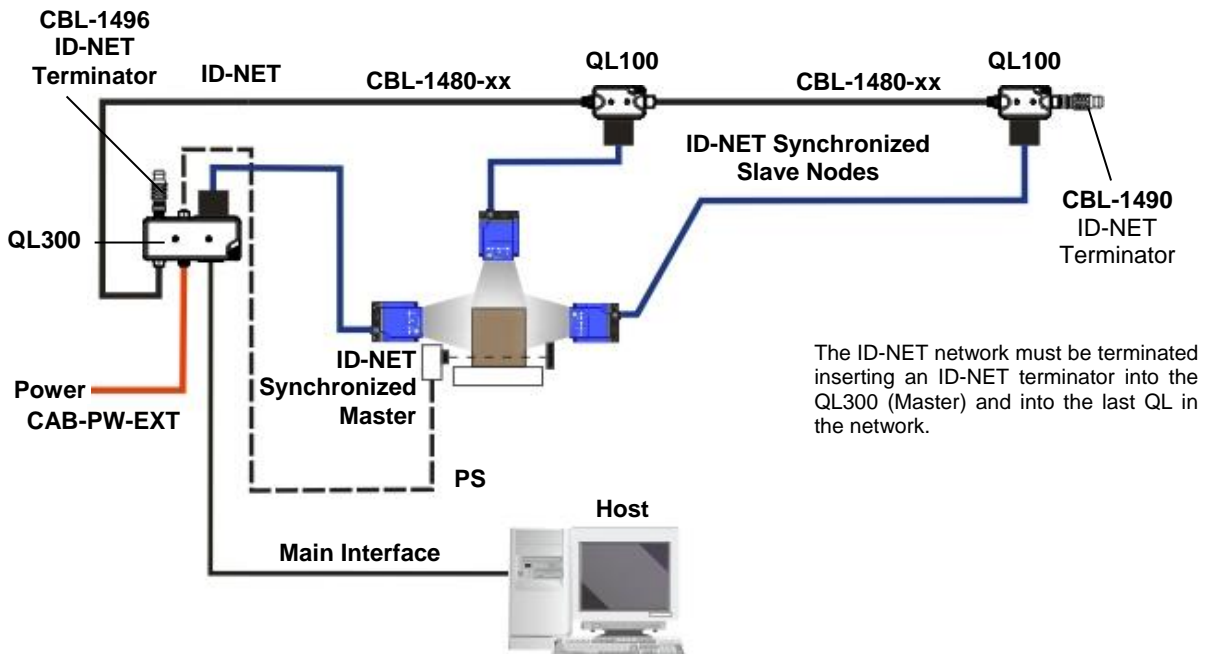 CBL-1496
ID-NET
Terminator
ID-NET
CBL-1480-xx
QL100
CBL-1480-xx
QL100
ID-NET Synchronized
Slave Nodes
CBL-1490
ID-NET
Terminator
QL300
ID-NET
Synchronized
Master
The ID-NET network must be terminated
inserting an ID-NET terminator into the
QL300 (Master) and into the last QL in
the network.
Power
CAB-PW-EXT
PS
Host
Main Interface